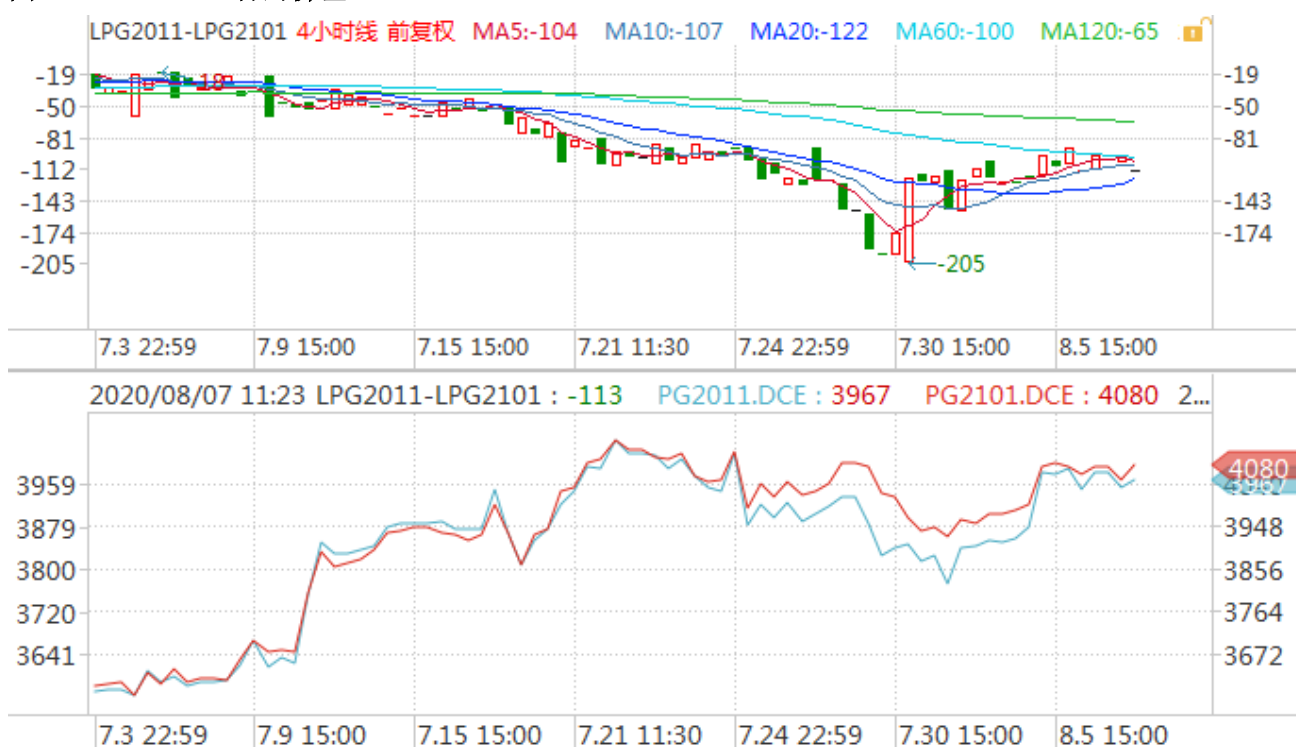 LPG2011-LPG2101 4小时线 前复权 MA5:-104 MA10:-107 MA20:-122 MA60:-100 MA120:-65
-19 -19 -19
-50 -50
-81 -81
-112
-143 -143
-174 -174
-205 -205
7.3 22:59 7.9 15:00 7.15 15:00 7.21 11:30 7.24 22:59 7.30 15:00 8.5 15:00
2020/08/07 11:23 LPG2011-LPG2101 : -113 PG2011.DCE : 3967 PG2101.DCE : 4080 2...
4080
3959 3967
3879 3948
3800 3856
3720 3764
3641 3672
7.3 22:59 7.9 15:00 7.15 15:00 7.21 11:30 7.24 22:59 7.30 15:00 8.5 15:00